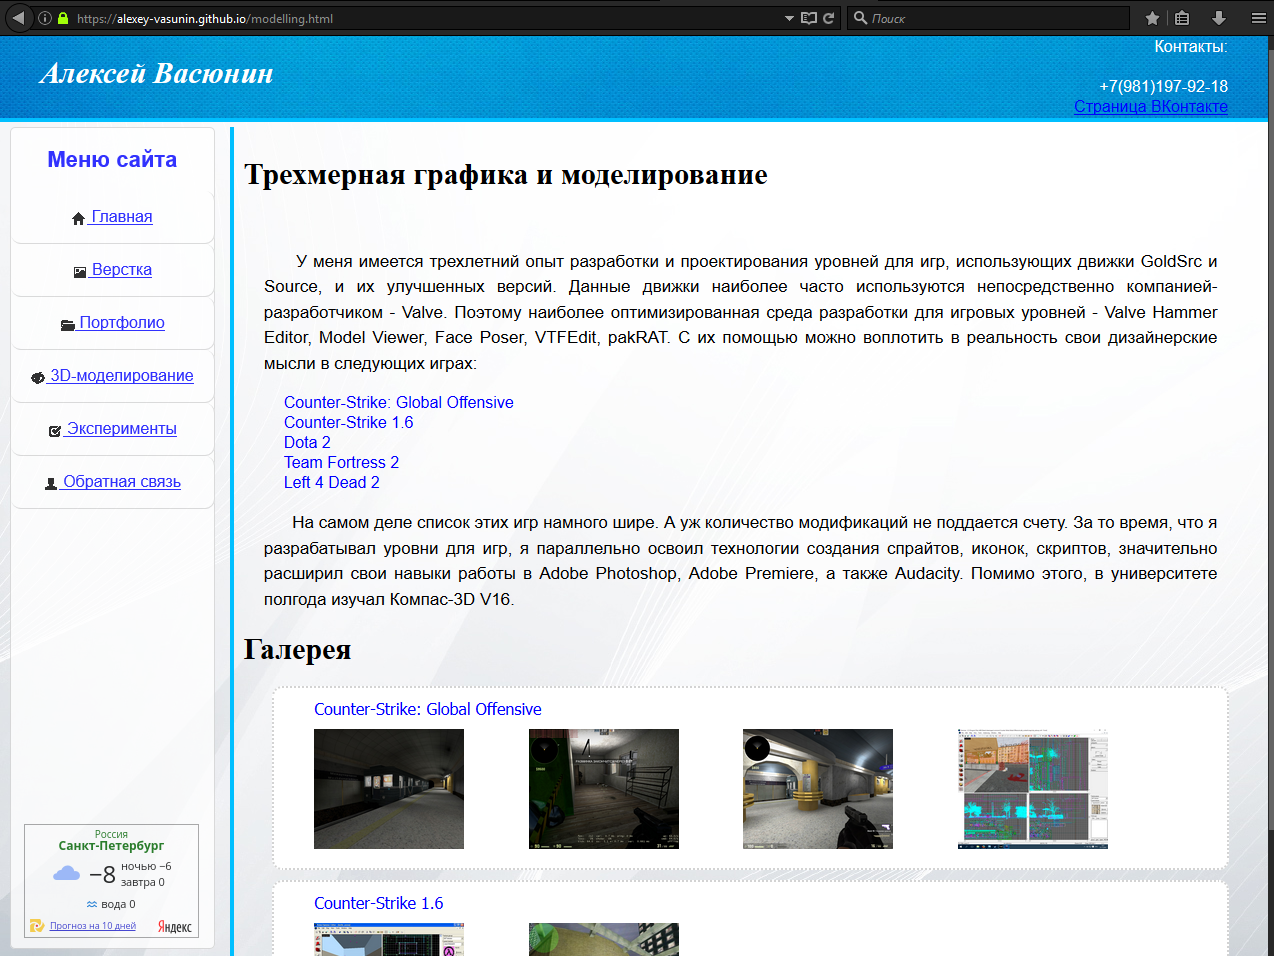 https://alexey-vasunin.github.io/modelling.html
Поиск
Алексей Васюнин
Контакты:
+7(981)197-92-18
Страница ВКонтакте
Меню сайта
Главная
Верстка
Портфолио
3D-моделирование
Эксперименты
Обратная связь
Трехмерная графика и моделирование
У меня имеется трехлетний опыт разработки и проектирования уровней для игр, использующих движки GoldSrc и
Source, и их улучшенных версий. Данные движки наиболее часто используются непосредственно компанией-
разработчиком - Valve. Поэтому наиболее оптимизированная среда разработки для игровых уровней - Valve Hammer
Editor, Model Viewer, Face Poser, VTFEdit, pakRAT. С их помощью можно воплотить в реальность свои дизайнерские
мысли в следующих играх:
Counter-Strike: Global Offensive
Counter-Strike 1.6
Dota 2
Team Fortress 2
Left 4 Dead 2
На самом деле список этих игр намного шире. А уж количество модификаций не поддается счету. За то время, что я
разрабатывал уровни для игр, я параллельно освоил технологии создания спрайтов, иконок, скриптов, значительно
расширил свои навыки работы в Adobe Photoshop, Adobe Premiere, а также Audacity. Помимо этого, в университете
полгода изучал Компас-3D V16.
Галерея
Counter-Strike: Global Offensive
Counter-Strike 1.6
Россия
Санкт-Петербург
−8
ночью −6
завтра 0
вода 0
Прогноз на 10 дней
Яндекс